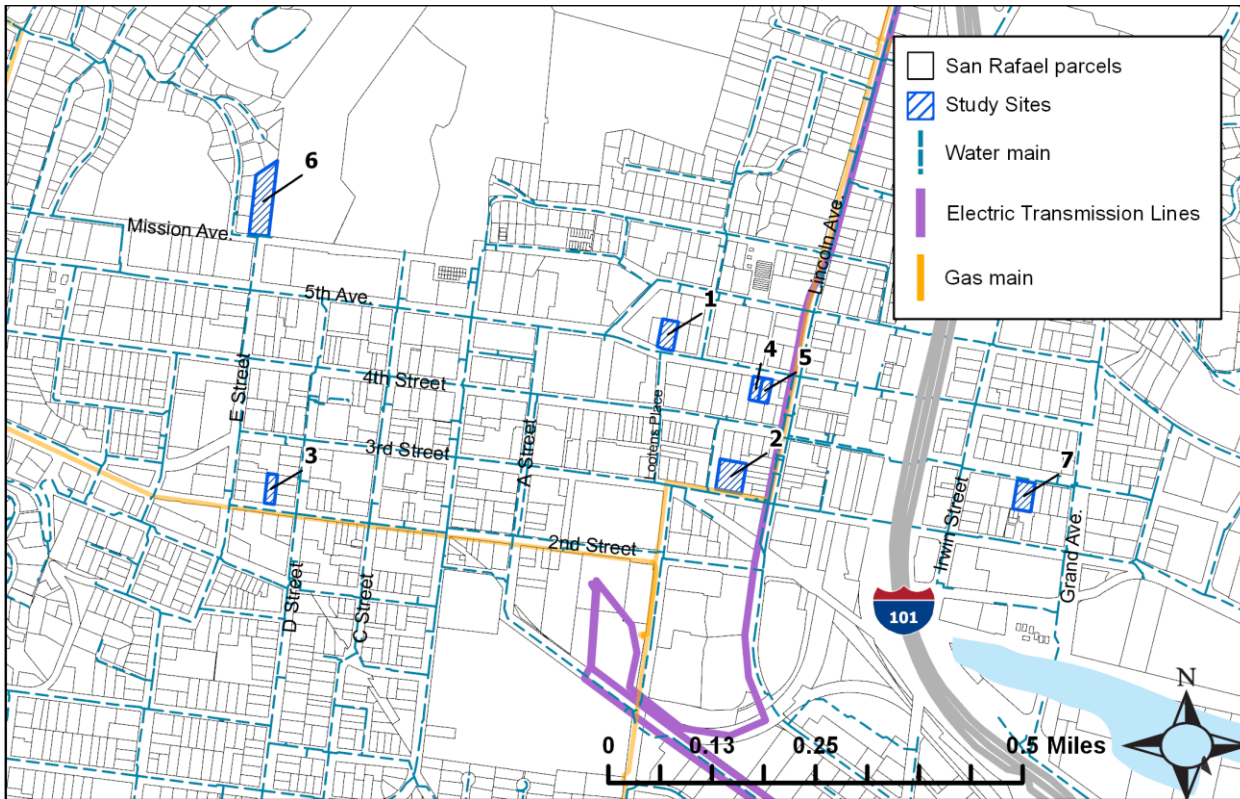 San Rafael parcels
Study Sites
Water main
Electric Transmission Lines
Gas main
6
Mission Ave.
5th Ave.
1
Lincoln Ave.
4
5
4th Street
E Street
Lootens Place
3rd Street
A Street
2
3
7
2nd Street
Irwin Street
Grand Ave.
D Street
C Street
101
N
0
0.13
0.25
0.5 Miles